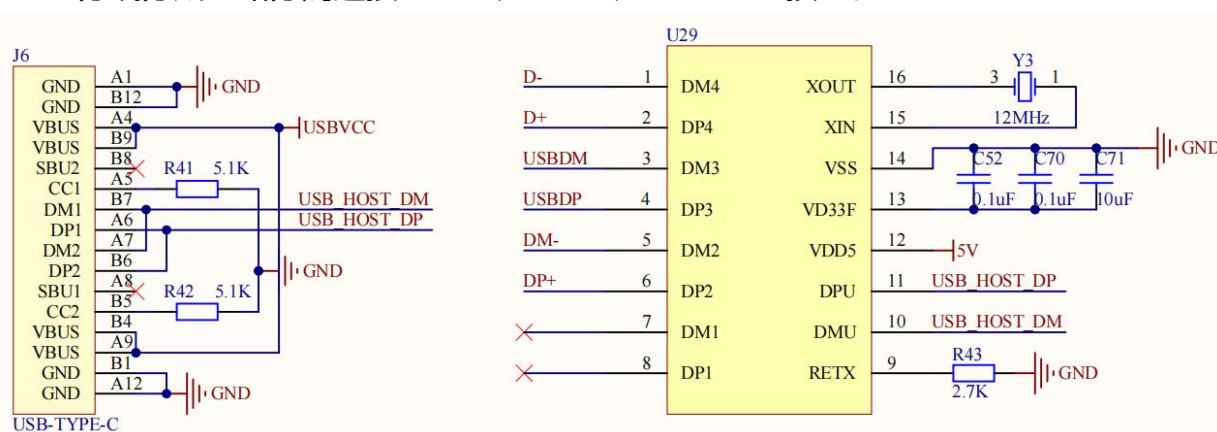 J6
GND A1
GND B12
VBUS A4
VBUS B9
SBU2 B8
CC1 A5
DM1 B7
DP1 A6
DM2 A7
DP2 B6
SBU1 A8
CC2 B5
VBUS B4
VBUS A9
GND B1
GND A12
USB-TYPE-C
GND
USBVCC
R41 5.1K
USB_HOST_DM
USB_HOST_DP
GND
R42 5.1K
GND
U29
D- 1 DM4
D+ 2 DP4
USBDM 3 DM3
USBDP 4 DP3
DM- 5 DM2
DP+ 6 DP2
7 DM1
8 DP1
XOUT 16
XIN 15
VSS 14
VD33F 13
VDD5 12 5V
DPU 11 USB_HOST_DP
DMU 10 USB_HOST_DM
RETX 9
Y3
3 1
12MHz
GND
C52 C70 C71
0.1uF 0.1uF 10uF
R43
2.7K
GND